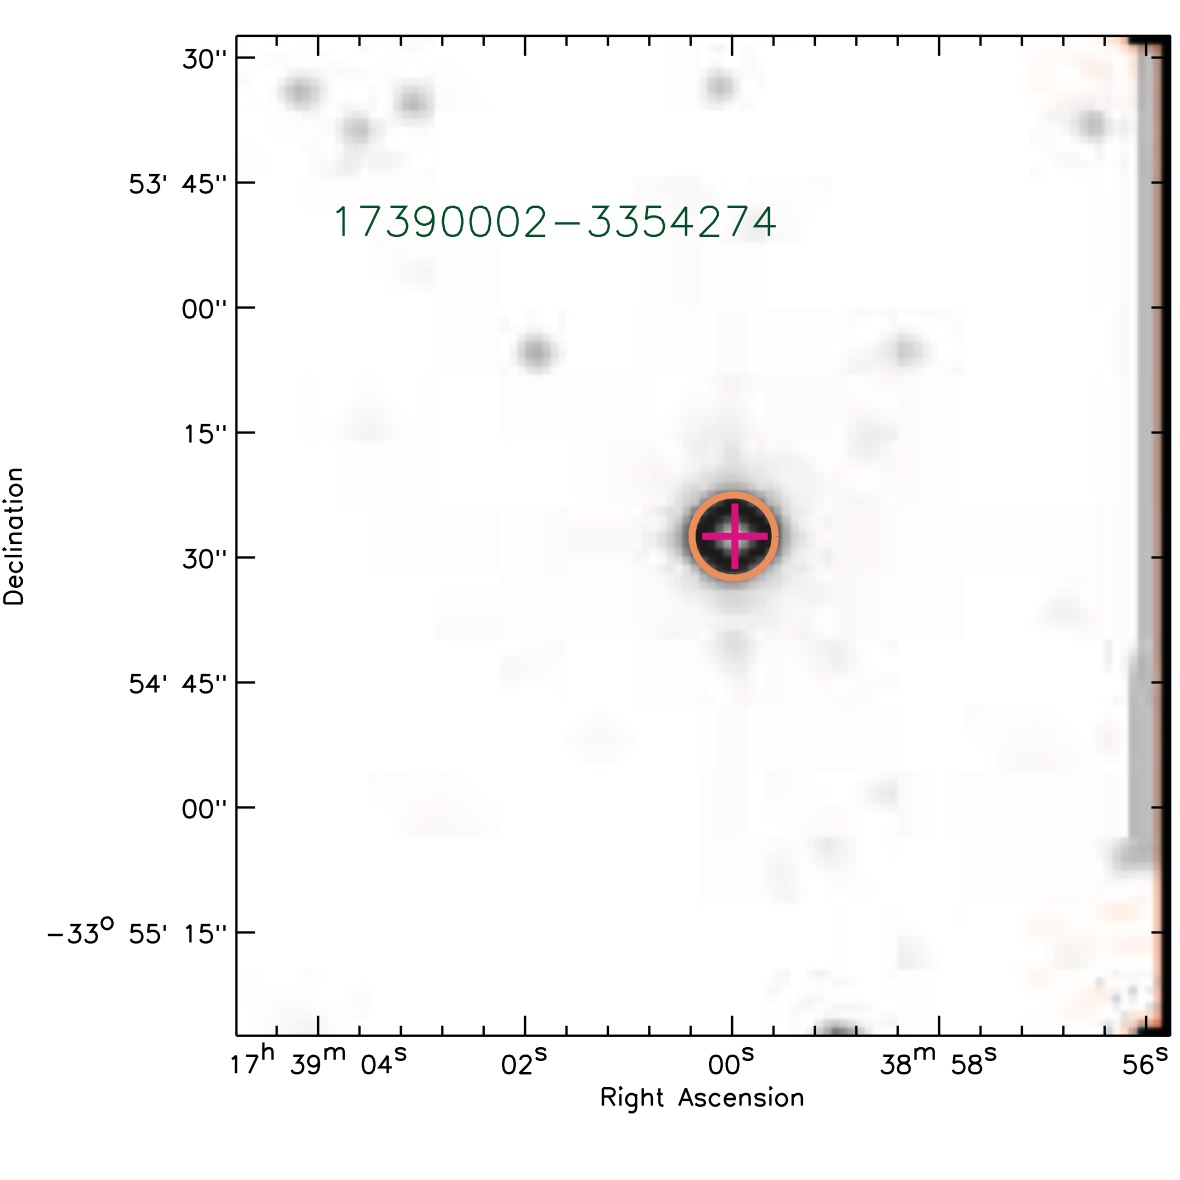 30''
53' 45''
17390002-3354274
00''
15''
30''
54' 45''
00''
-33° 55' 15''
Declination
17h 39m 04s 02s 00s 38m 58s 56s
Right Ascension